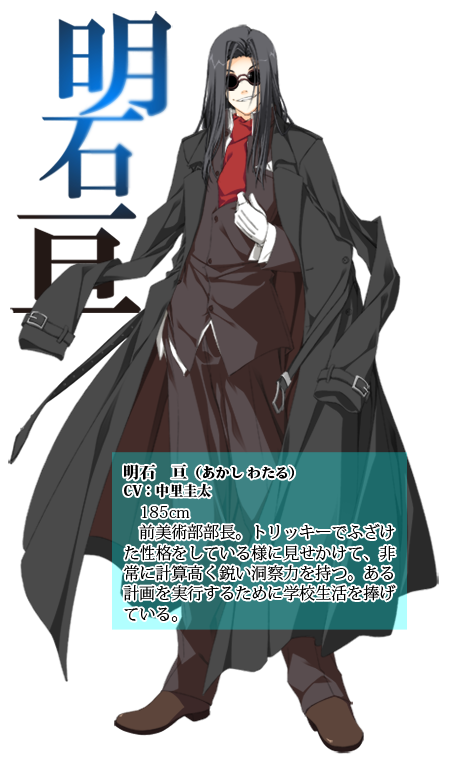 明石亘
明石　亘（あかし わたる）
CV：中里圭太
185cm
前美術部部長。トリッキーでふざけ
た性格をしている様に見せかけて、非
常に計算高く鋭い洞察力を持つ。ある
計画を実行するために学校生活を捧げ
ている。